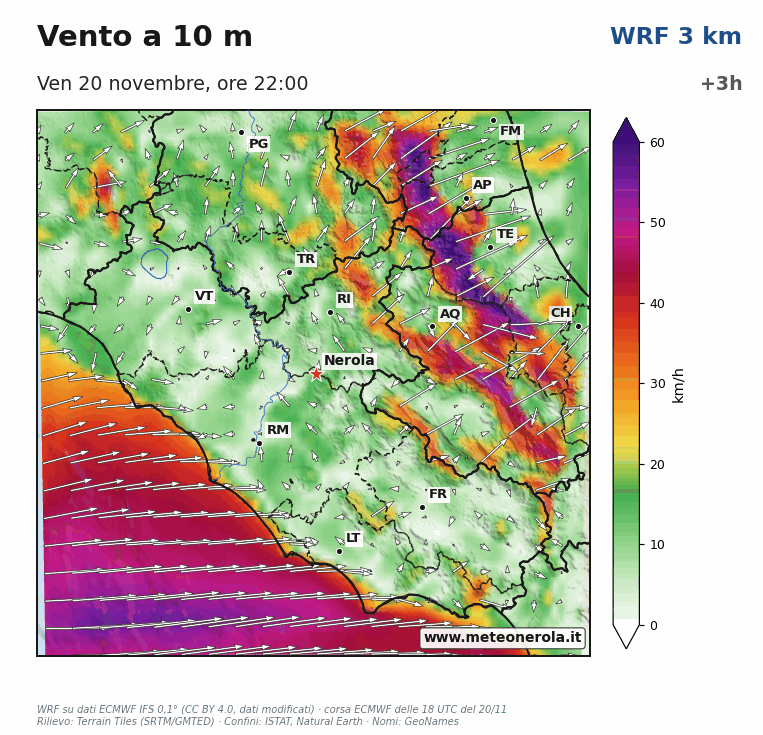 Vento a 10 m
WRF 3 km
Ven 20 novembre, ore 22:00
+3h
PG
FM
AP
TE
TR
VT
RI
AQ
CH
Nerola
RM
FR
LT
www.meteonerola.it
60
50
40
30
20
10
0
km/h
WRF su dati ECMWF IFS 0,1° (CC BY 4.0, dati modificati) · corsa ECMWF delle 18 UTC del 20/11
Rilievo: Terrain Tiles (SRTM/GMTED) · Confini: ISTAT, Natural Earth · Nomi: GeoNames